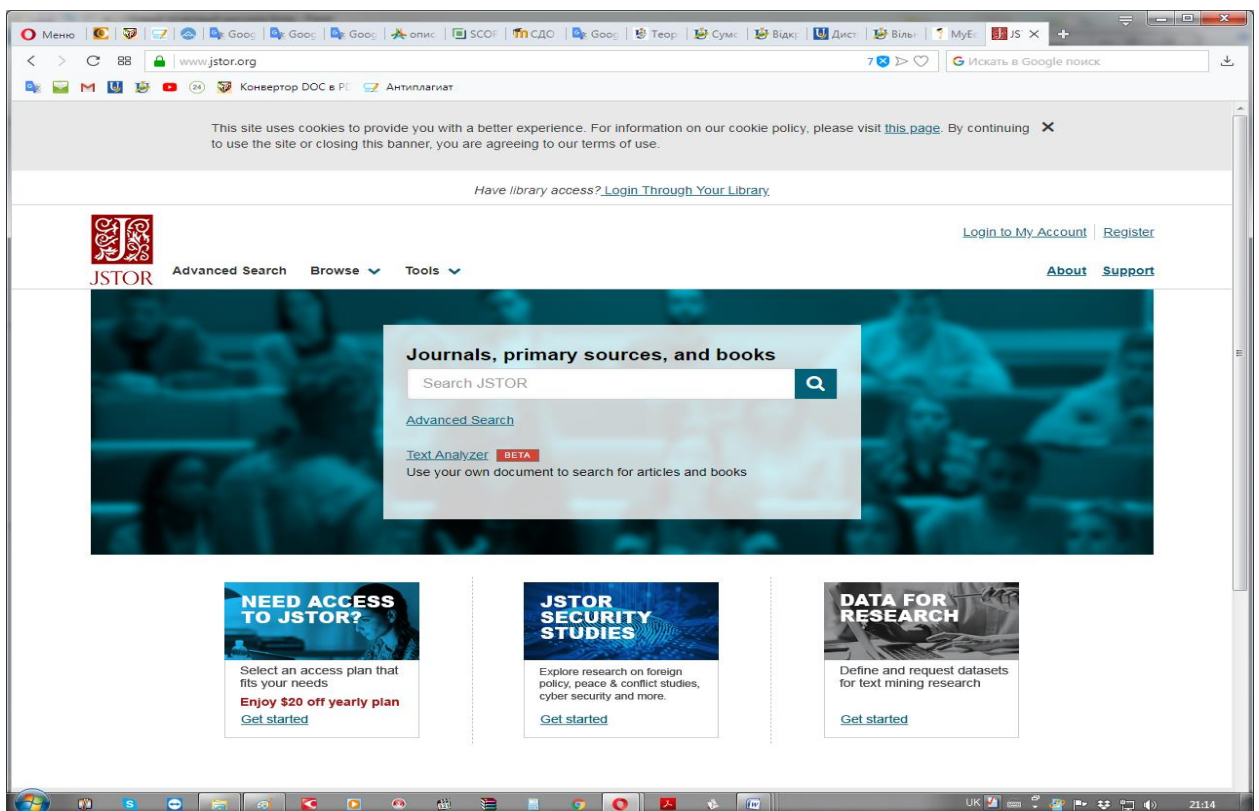 Меню
Goog
Goog
Goog
опис
SCOF
СДО
Goog
Теор
Сумс
Відкр
Дист
Вільн
MyEc
JS
www.jstor.org
7
Искать в Google поиск
24
Конвертор DOC в PD
Антиплагиат
This site uses cookies to provide you with a better experience. For information on our cookie policy, please visit this page. By continuing
to use the site or closing this banner, you are agreeing to our terms of use.
Have library access? Login Through Your Library
Login to My Account
Register
JSTOR
Advanced Search
Browse
Tools
About
Support
Journals, primary sources, and books
Search JSTOR
Advanced Search
Text Analyzer BETA
Use your own document to search for articles and books
NEED ACCESS
TO JSTOR?
Select an access plan that
fits your needs
Enjoy $20 off yearly plan
Get started
JSTOR
SECURITY
STUDIES
Explore research on foreign
policy, peace & conflict studies,
cyber security and more.
Get started
DATA FOR
RESEARCH
Define and request datasets
for text mining research
Get started
UK
21:14